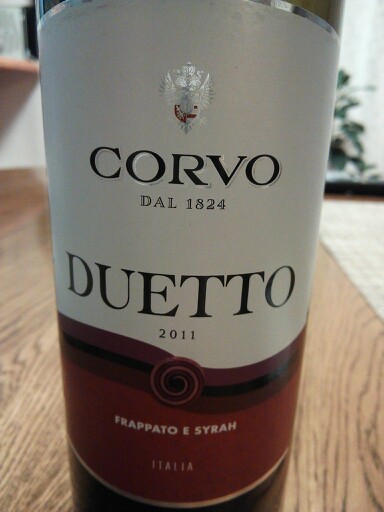 CORVO
DAL 1824
DUETTO
2011
FRAPPATO E SYRAH
ITALIA